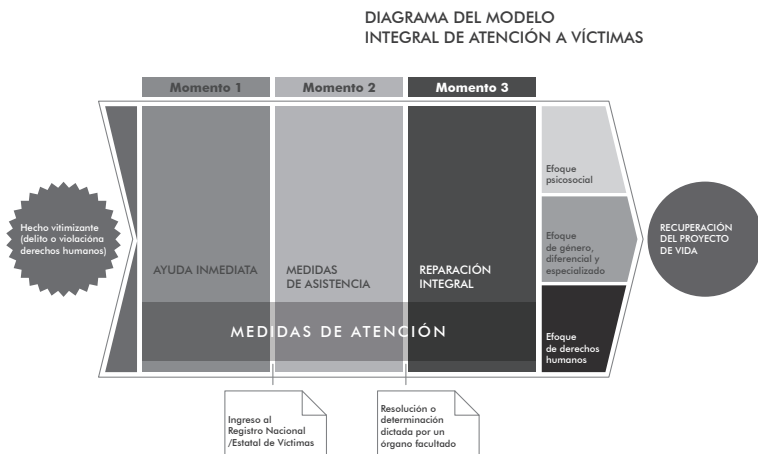 DIAGRAMA DEL MODELO
INTEGRAL DE ATENCIÓN A VÍCTIMAS
Momento 1
Momento 2
Momento 3
Hecho vitimizante
(delito o violacióna
derechos humanos)
AYUDA INMEDIATA
MEDIDAS
DE ASISTENCIA
REPARACIÓN
INTEGRAL
MEDIDAS DE ATENCIÓN
Efoque
psicosocial
Efoque
de género,
diferencial y
especializado
Efoque
de derechos
humanos
RECUPERACIÓN
DEL PROYECTO
DE VIDA
Ingreso al
Registro Nacional
/Estatal de Víctimas
Resolución o
determinación
dictada por un
órgano facultado